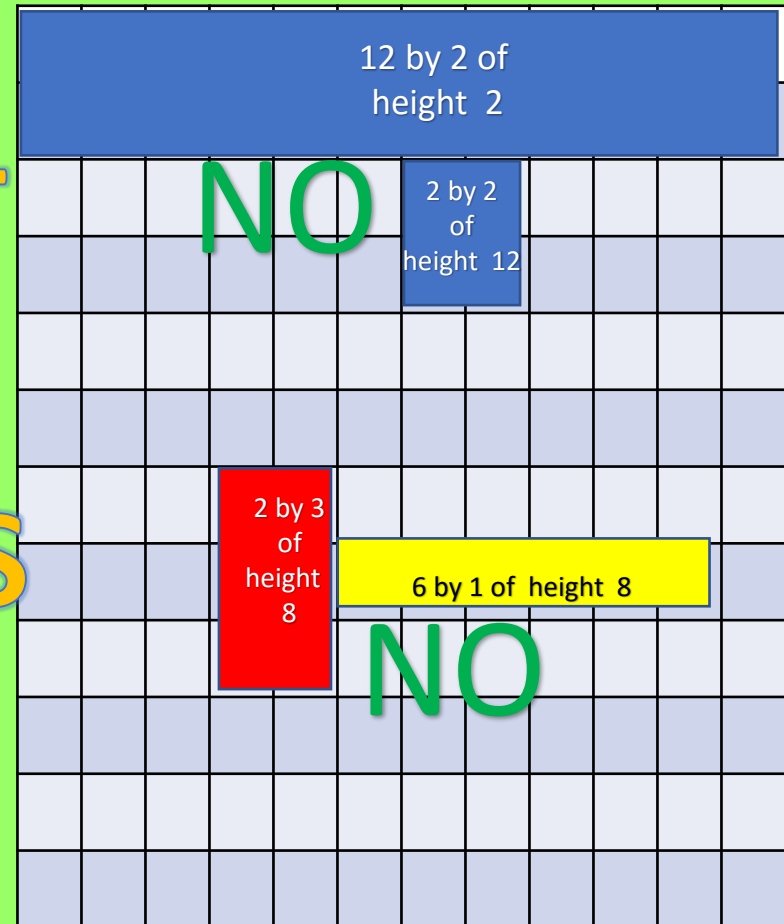 12 by 2 of
height 2
NO
2 by 2
of
height 12
2 by 3
of
height
8
6 by 1 of height 8
NO